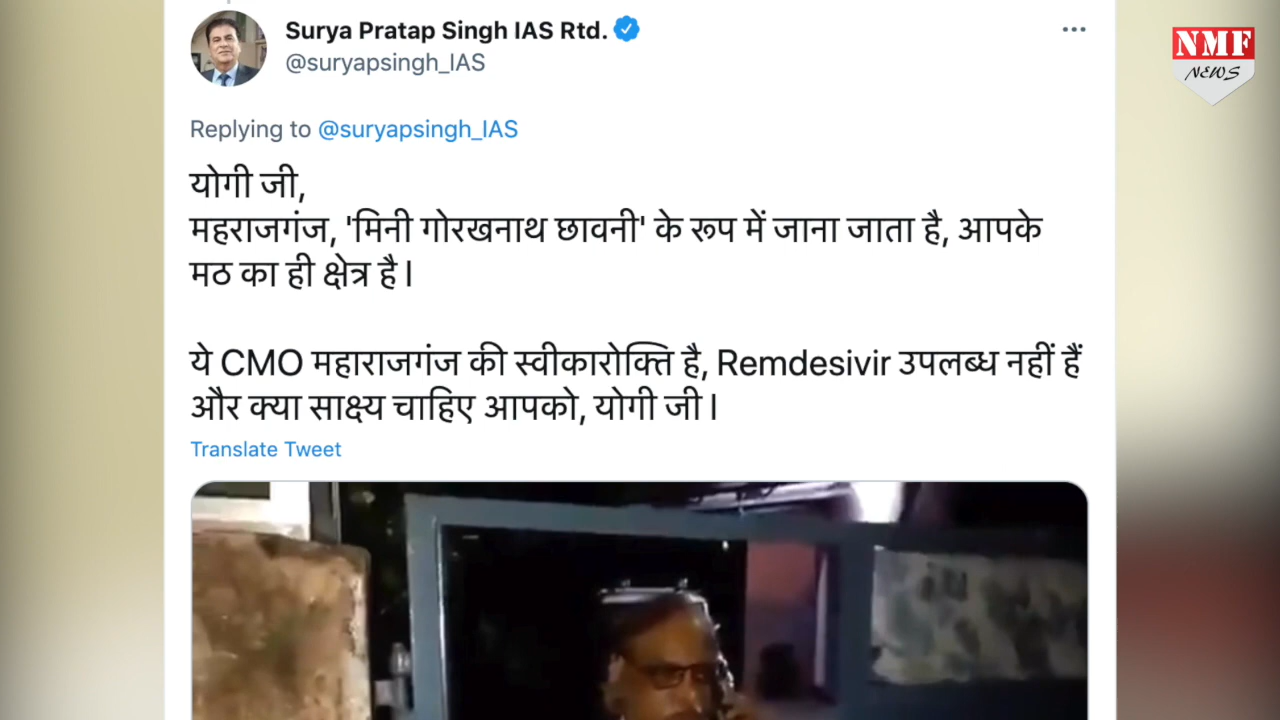 Surya Pratap Singh IAS Rtd.
@suryapsingh_IAS
NMF
NEWS
Replying to @suryapsingh_IAS
योगी जी,
महराजगंज, 'मिनी गोरखनाथ छावनी' के रूप में जाना जाता है, आपके
मठ का ही क्षेत्र है l
ये CMO महाराजगंज की स्वीकारोक्ति है, Remdesivir उपलब्ध नहीं हैं
और क्या साक्ष्य चाहिए आपको, योगी जी l
Translate Tweet